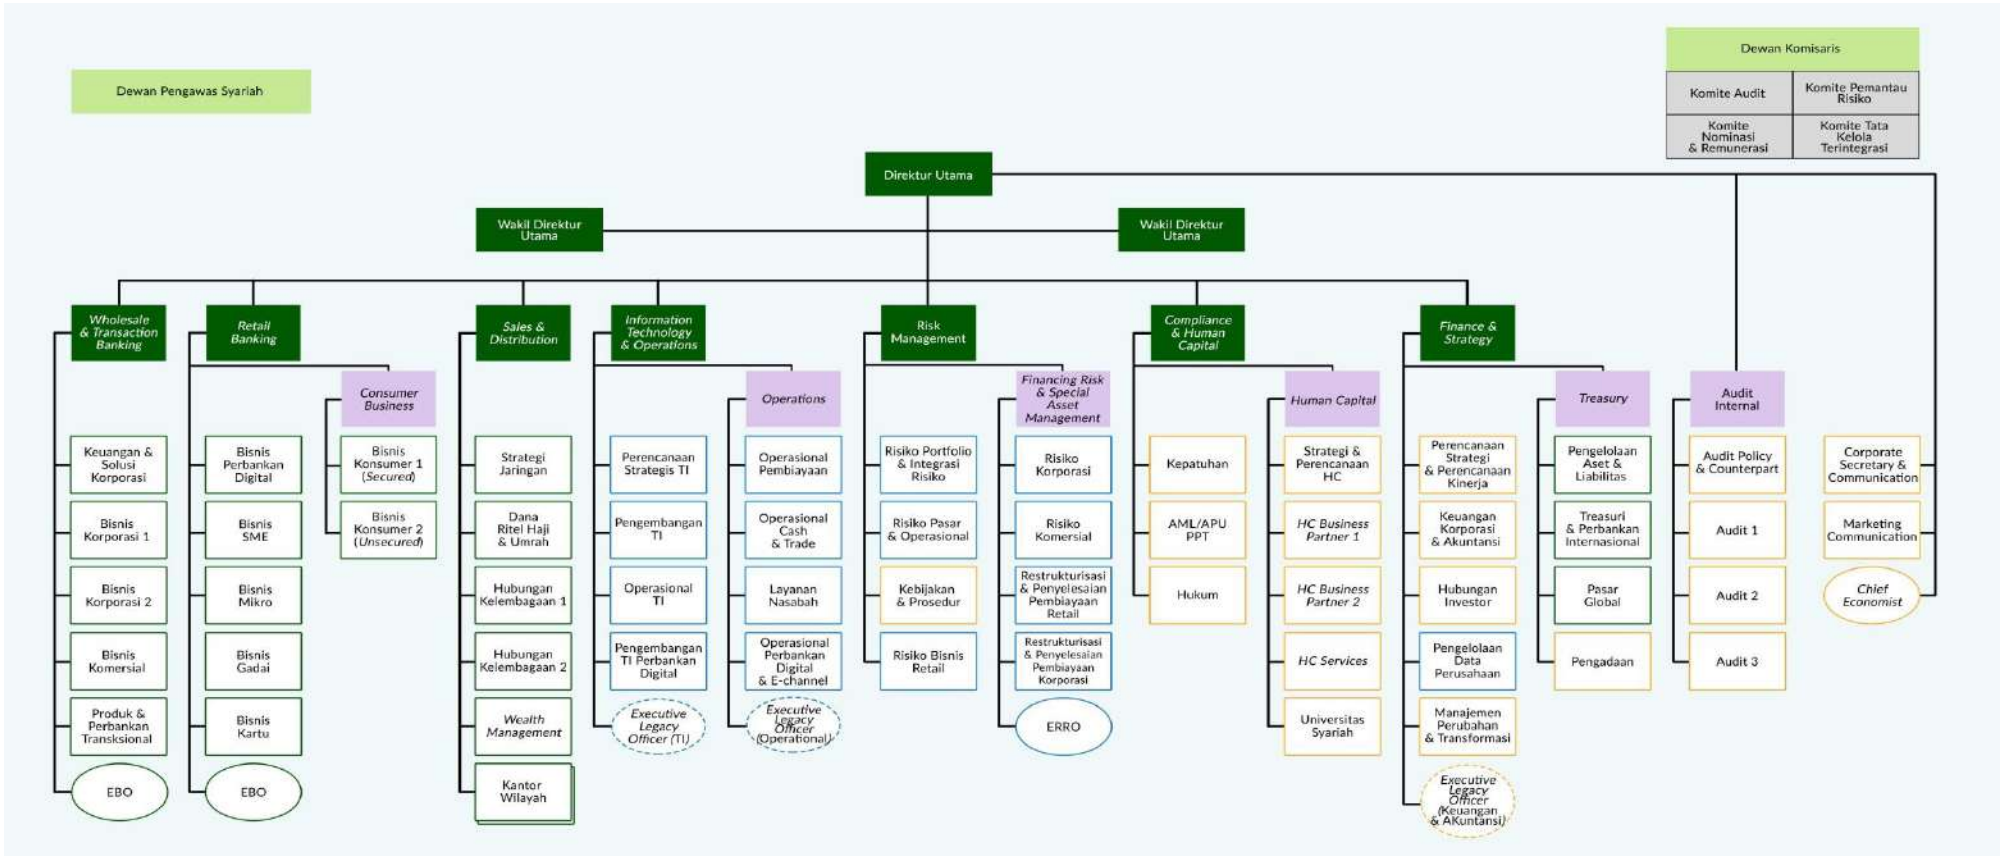 Dewan Komisaris
Dewan Pengawas Syariah
Komite Audit
Komite Pemantau
Risiko
Komite
Nominasi
& Remunerasi
Komite Tata
Kelola
Terintegrasi
Direktur Utama
Wakil Direktur
Utama
Wakil Direktur
Utama
Wholesale
& Transaction
Banking
Retail
Banking
Sales &
Distribution
Information
Technology
& Operations
Risk
Management
Compliance
& Human
Capital
Finance &
Strategy
Consumer
Business
Operations
Financing Risk
& Special
Asset
Management
Human Capital
Treasury
Audit
Internal
Keuangan &
Solusi
Korporasi
Bisnis
Korporasi 1
Bisnis
Korporasi 2
Bisnis
Komersial
Produk &
Perbankan
Transksional
EBO
Bisnis
Perbankan
Digital
Bisnis
SME
Bisnis
Mikro
Bisnis
Gadai
Bisnis
Kartu
EBO
Bisnis
Konsumer 1
(Secured)
Bisnis
Konsumer 2
(Unsecured)
Strategi
Jaringan
Dana
Ritel Haji
& Umrah
Hubungan
Kelembagaan 1
Hubungan
Kelembagaan 2
Wealth
Management
Kantor
Wilayah
Perencanaan
Strategis TI
Pengembangan
TI
Operasional
TI
Pengembangan
TI Perbankan
Digital
Executive
Legacy
Officer (TI)
Operasional
Pembiayaan
Operasional
Cash
& Trade
Layanan
Nasabah
Operasional
Perbankan
Digital
& E-channel
Executive
Legacy
Officer
(Operational)
Risiko Portfolio
& Integrasi
Risiko
Risiko Pasar
& Operasional
Kebijakan
& Prosedur
Risiko Bisnis
Retail
Risiko
Korporasi
Risiko
Komersial
Restrukturisasi
& Penyelesaian
Pembiayaan
Retail
Restrukturisasi
& Penyelesaian
Pembiayaan
Korporasi
ERRO
Kepatuhan
AML/APU
PPT
Hukum
Strategi &
Perencanaan
HC
HC Business
Partner 1
HC Business
Partner 2
HC Services
Universitas
Syariah
Perencanaan
Strategi
& Perencanaan
Kinerja
Keuangan
Korporasi
& Akuntansi
Hubungan
Investor
Pengelolaan
Data
Perusahaan
Manajemen
Perubahan
& Transformasi
Executive
Legacy
Officer
(Keuangan
& AKuntansi)
Pengelolaan
Aset &
Liabilitas
Treasuri
& Perbankan
Internasional
Pasar
Global
Pengadaan
Audit Policy
& Counterpart
Audit 1
Audit 2
Audit 3
Corporate
Secretary &
Communication
Marketing
Communication
Chief
Economist